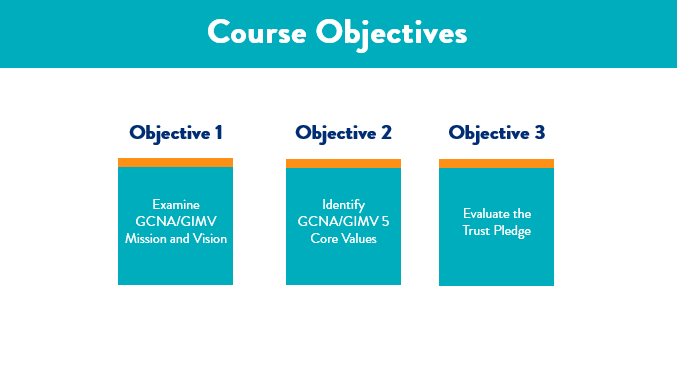 Course Objectives
Objective 1
Examine
GCNA/GIMV
Mission and Vision
Objective 2
Identify
GCNA/GIMV 5
Core Values
Objective 3
Evaluate the
Trust Pledge